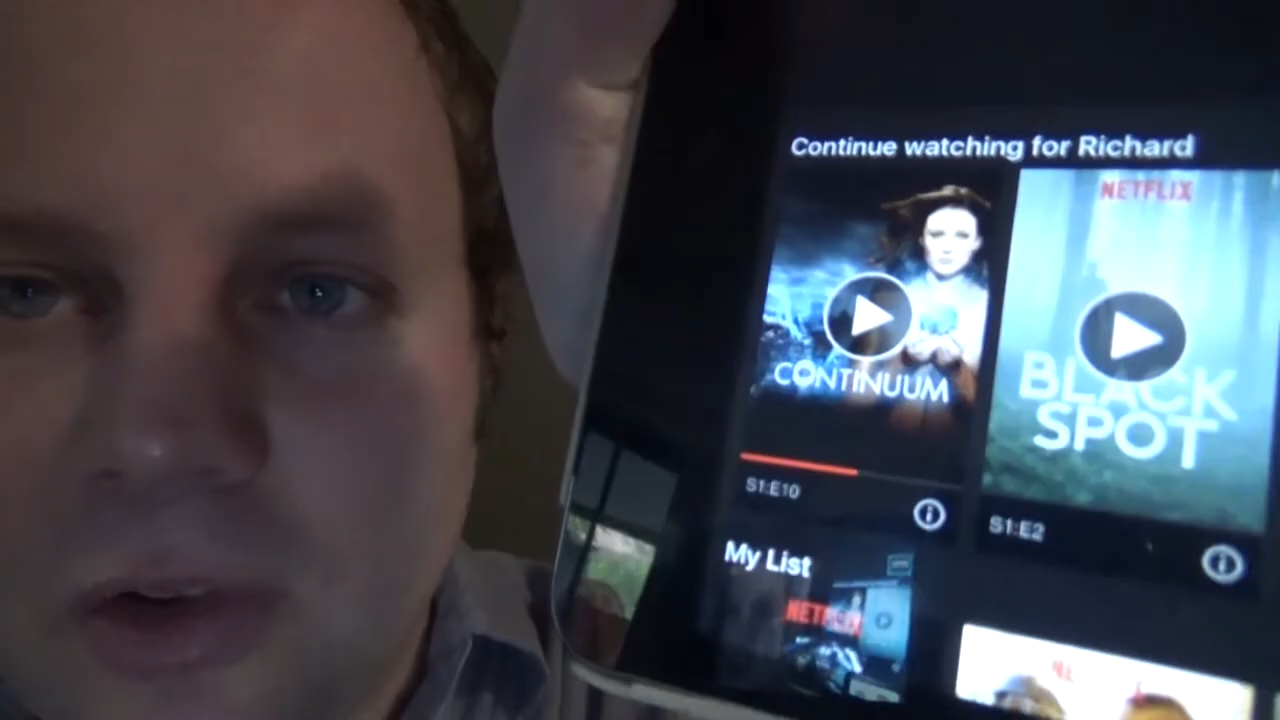 Continue watching for Richard
NETFLIX
CONTINUUM
BLACK
SPOT
S1:E10
S1:E2
My List
NETFLIX